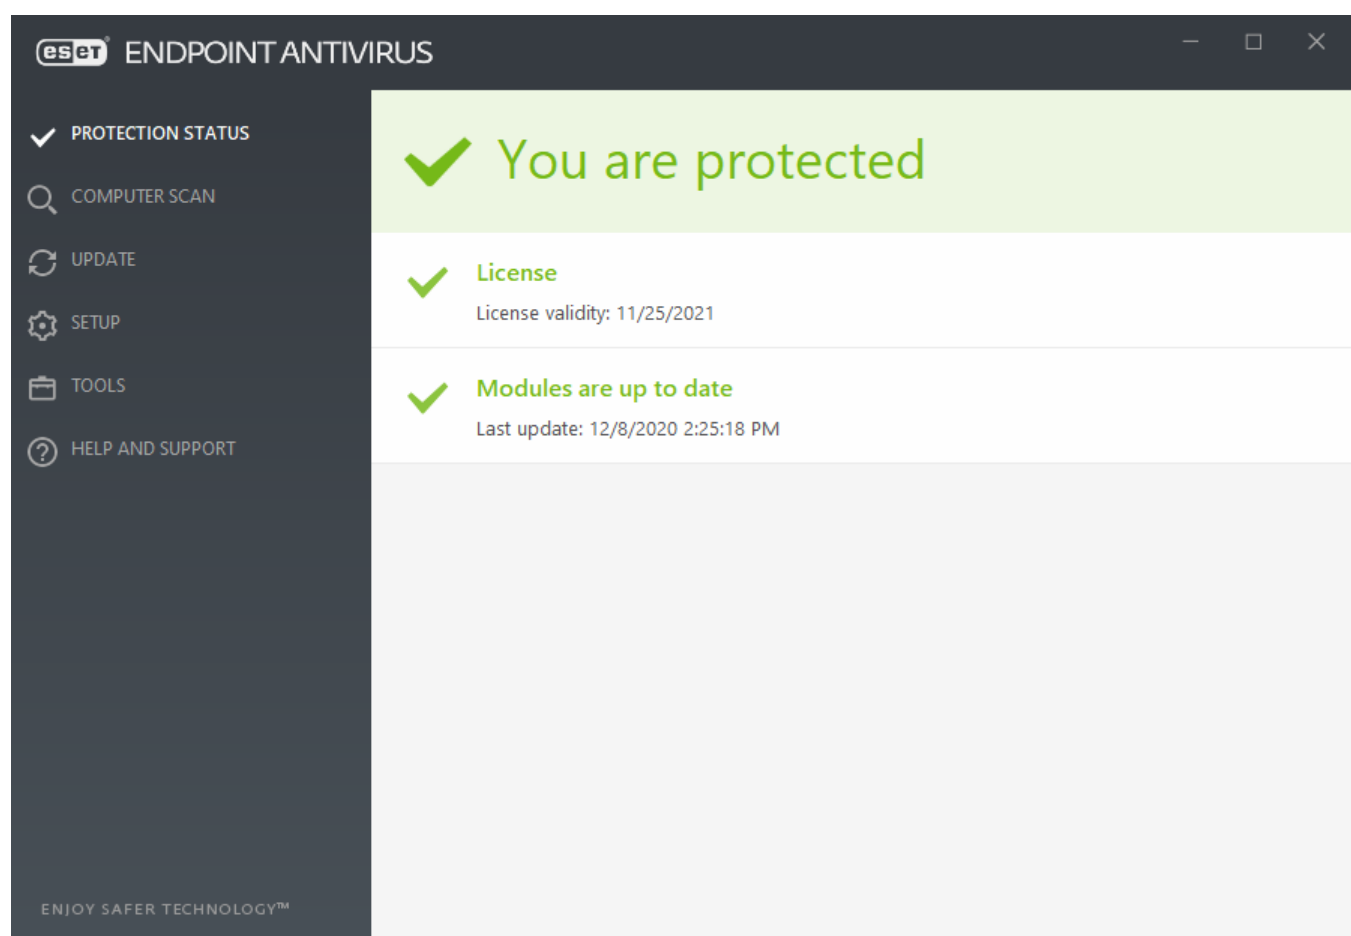 eset® ENDPOINT ANTIVIRUS
PROTECTION STATUS
COMPUTER SCAN
UPDATE
SETUP
TOOLS
HELP AND SUPPORT
ENJOY SAFER TECHNOLOGY™
You are protected
License
License validity: 11/25/2021
Modules are up to date
Last update: 12/8/2020 2:25:18 PM